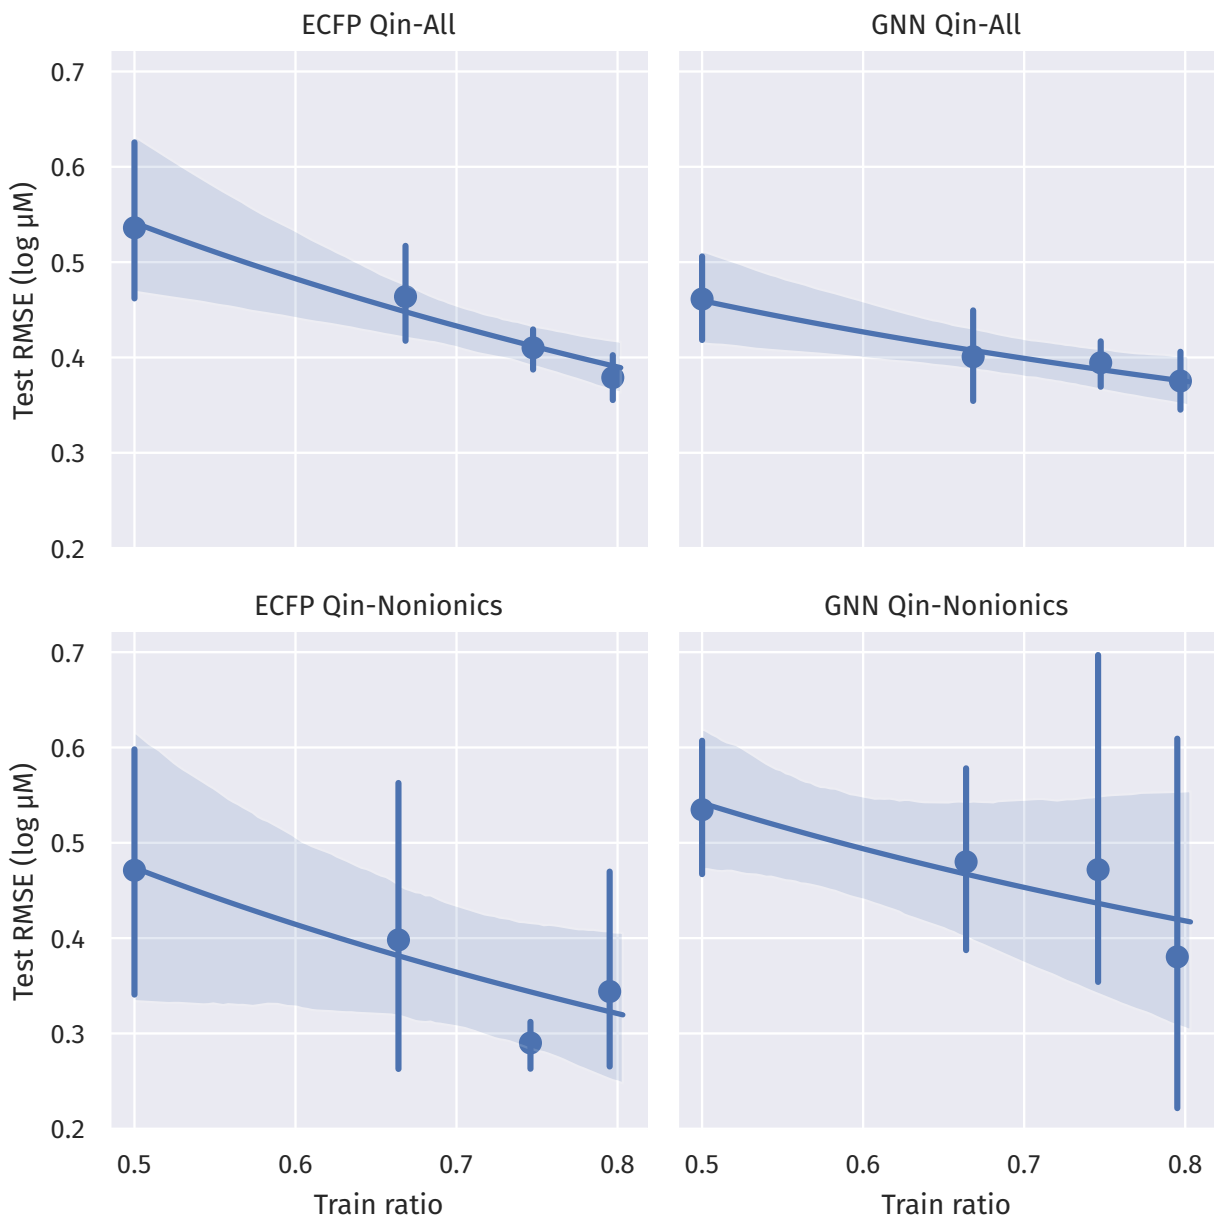 ECFP Qin-All
GNN Qin-All
0.7
0.6
0.5
0.4
0.3
0.2
Test RMSE (log µM)
ECFP Qin-Nonionics
GNN Qin-Nonionics
0.7
0.6
0.5
0.4
0.3
0.2
Test RMSE (log µM)
0.5 0.6 0.7 0.8
0.5 0.6 0.7 0.8
Train ratio
Train ratio